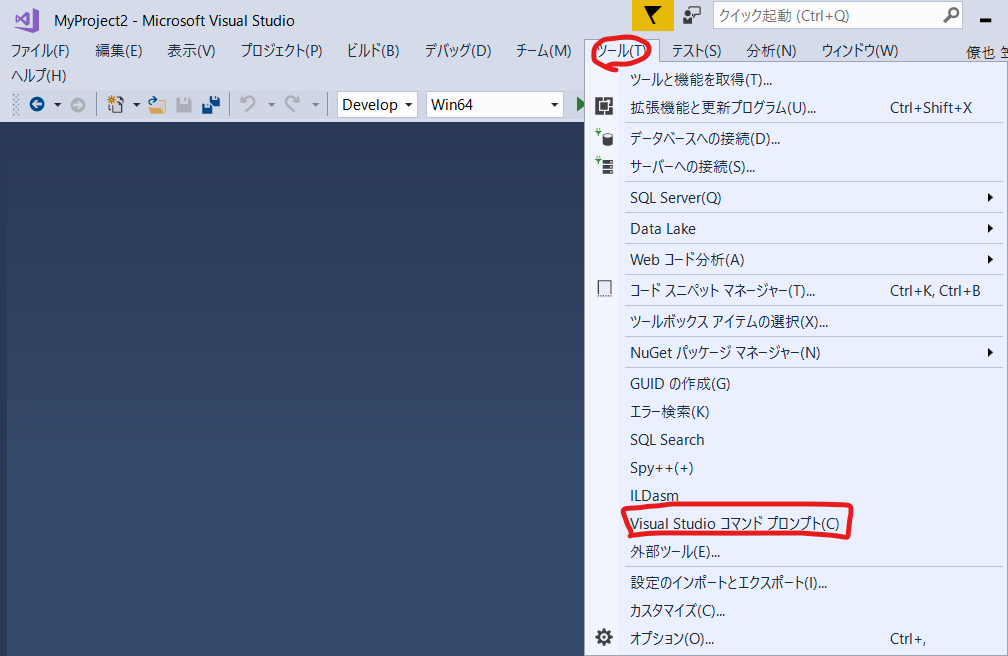 MyProject2 - Microsoft Visual Studio
クイック起動 (Ctrl+Q)
ファイル(F) 編集(E) 表示(V) プロジェクト(P) ビルド(B) デバッグ(D) チーム(M) ツール(T) テスト(S) 分析(N) ウィンドウ(W) 僚也
ヘルプ(H)
Develop Win64
ツールと機能を取得(T)...
拡張機能と更新プログラム(U)... Ctrl+Shift+X
データベースへの接続(D)...
サーバーへの接続(S)...
SQL Server(Q)
Data Lake
Web コード分析(A)
コード スニペット マネージャー(T)... Ctrl+K, Ctrl+B
ツールボックス アイテムの選択(X)...
NuGet パッケージ マネージャー(N)
GUID の作成(G)
エラー検索(K)
SQL Search
Spy++(+)
ILDasm
Visual Studio コマンド プロンプト(C)
外部ツール(E)...
設定のインポートとエクスポート(I)...
カスタマイズ(C)...
オプション(O)... Ctrl+,